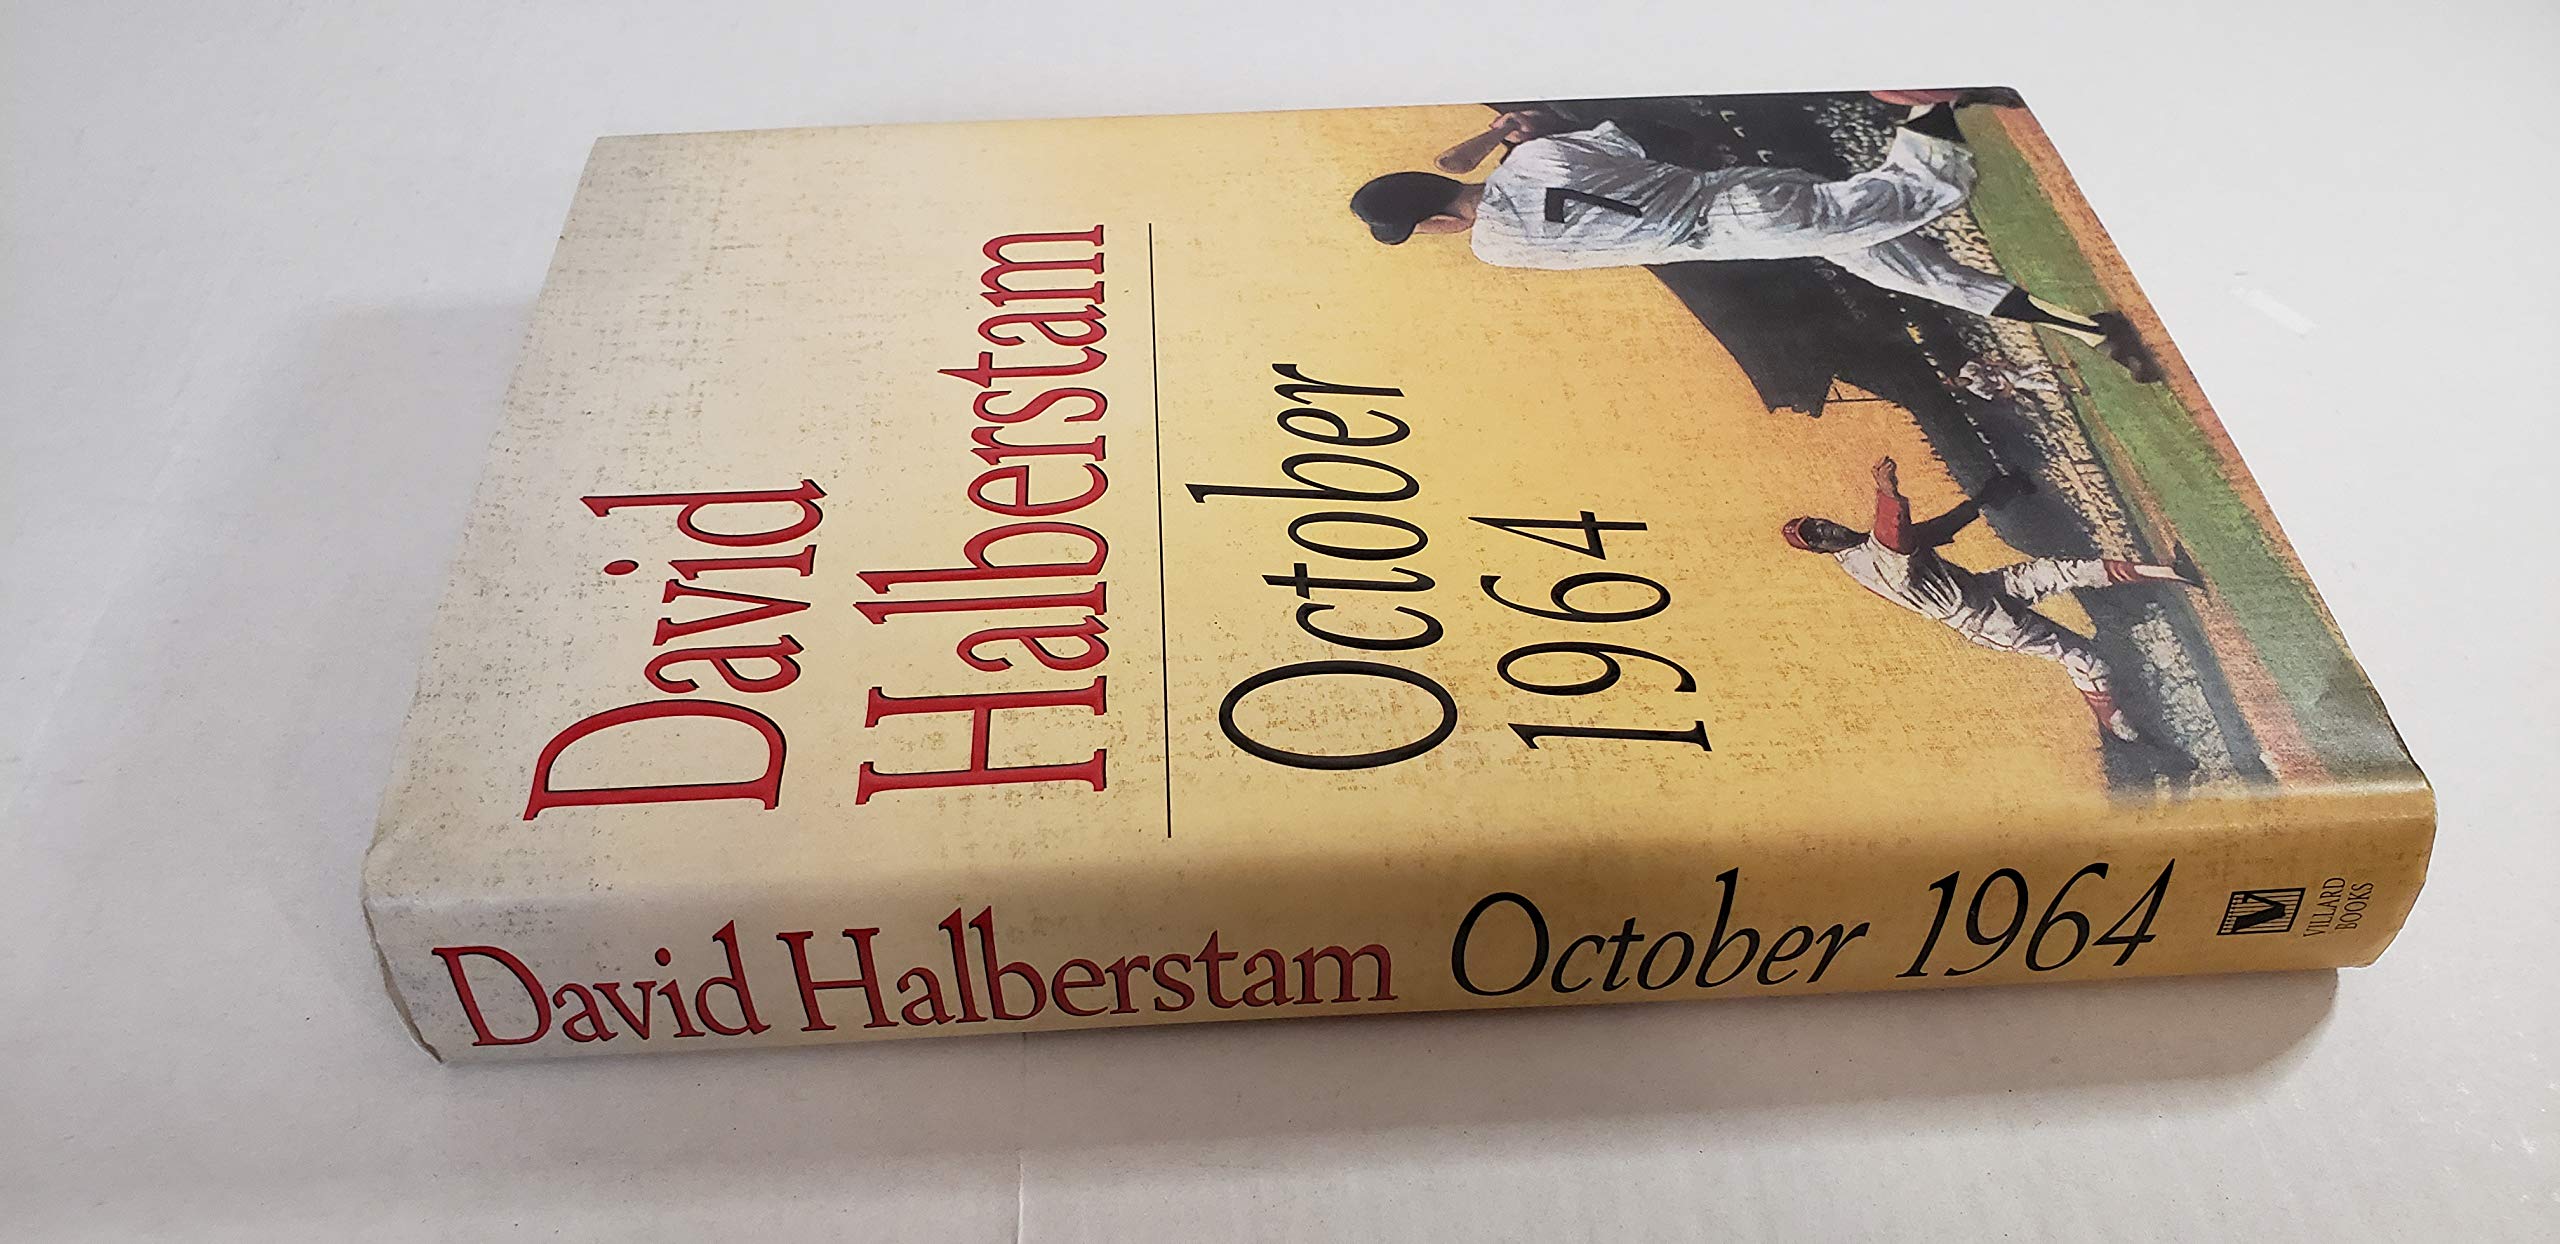 David
Halberstam
October
1964
7
David Halberstam October 1964
V
VILLARD
BOOKS